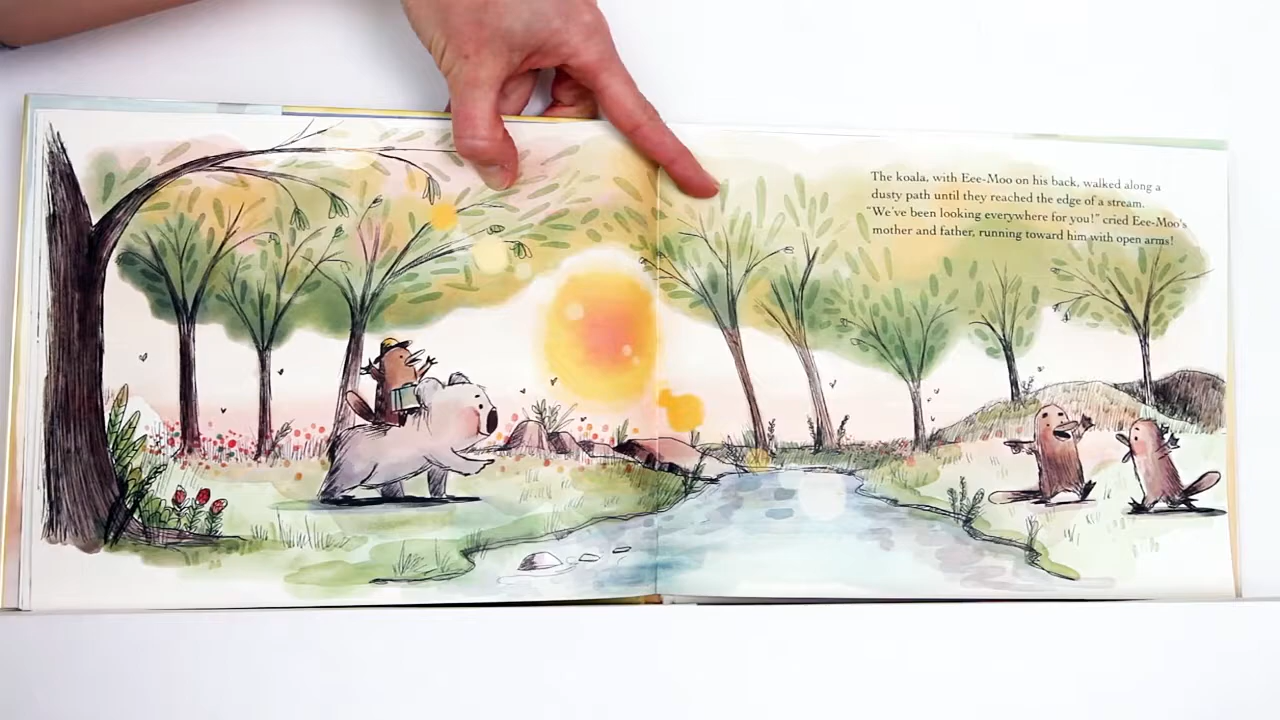 The koala, with Eee-Moo on his back, walked along a
dusty path until they reached the edge of a stream.
“We’ve been looking everywhere for you!” cried Eee-Moo’s
mother and father, running toward him with open arms!